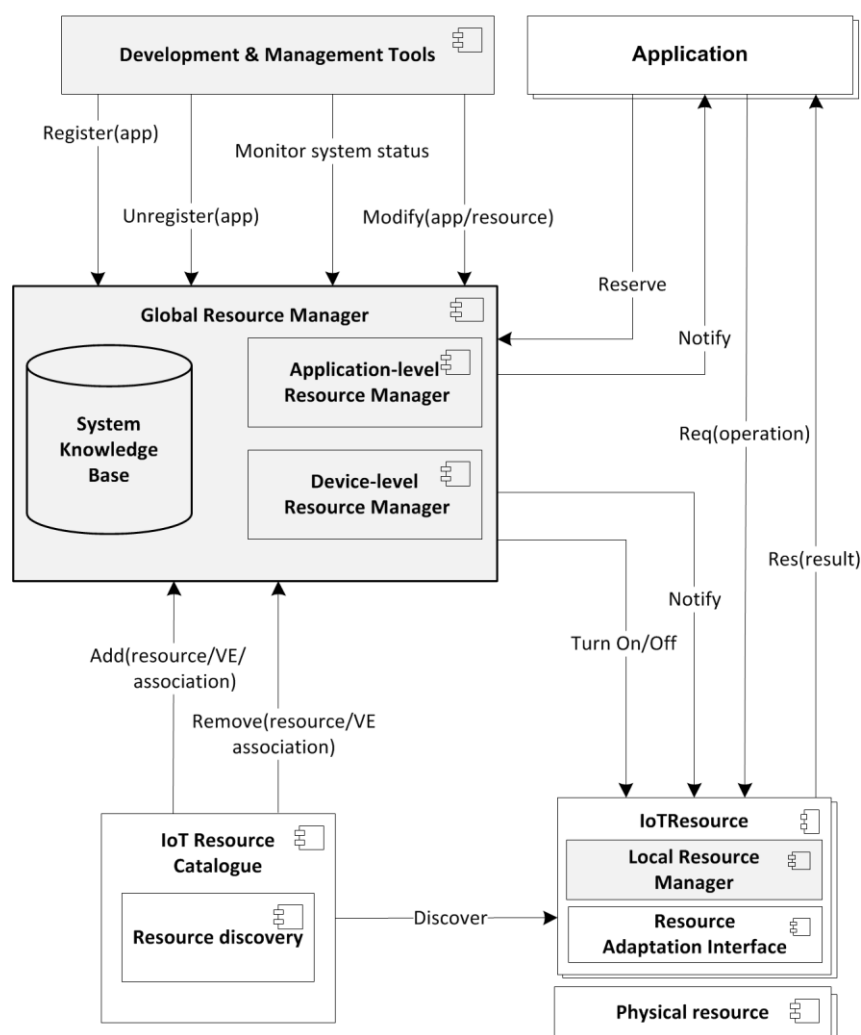 Development & Management Tools
Application
Register(app)
Monitor system status
Unregister(app)
Modify(app/resource)
Reserve
Notify
Global Resource Manager
Application-level
Resource Manager
System
Knowledge
Base
Device-level
Resource Manager
Req(operation)
Res(result)
Notify
Turn On/Off
Add(resource/VE/
association)
Remove(resource/VE
association)
IoT Resource
Catalogue
Resource discovery
Discover
IoTResource
Local Resource
Manager
Resource
Adaptation Interface
Physical resource